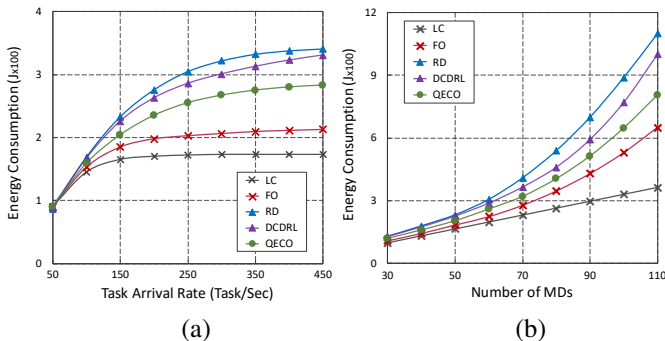 Energy Consumption (Jx100)
4
3
2
1
0
50
150
250
350
450
Task Arrival Rate (Task/Sec)
LC
FO
RD
DCDRL
QECO
(a)
Energy Consumption (Jx100)
12
9
6
3
0
30
50
70
90
110
Number of MDs
LC
FO
RD
DCDRL
QECO
(b)